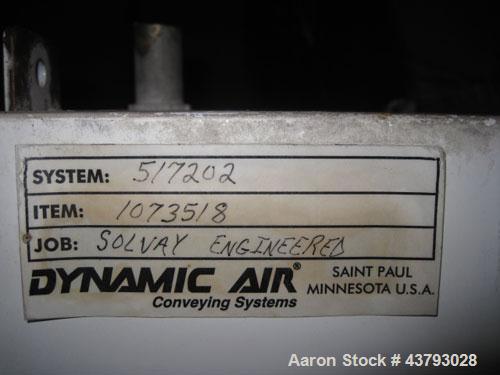 SYSTEM: 517202
ITEM: 1073518
JOB: SOLVAY ENGINEERED
DYNAMIC AIR® SAINT PAUL
Conveying Systems MINNESOTA U.S.A.
Aaron Stock # 43793028